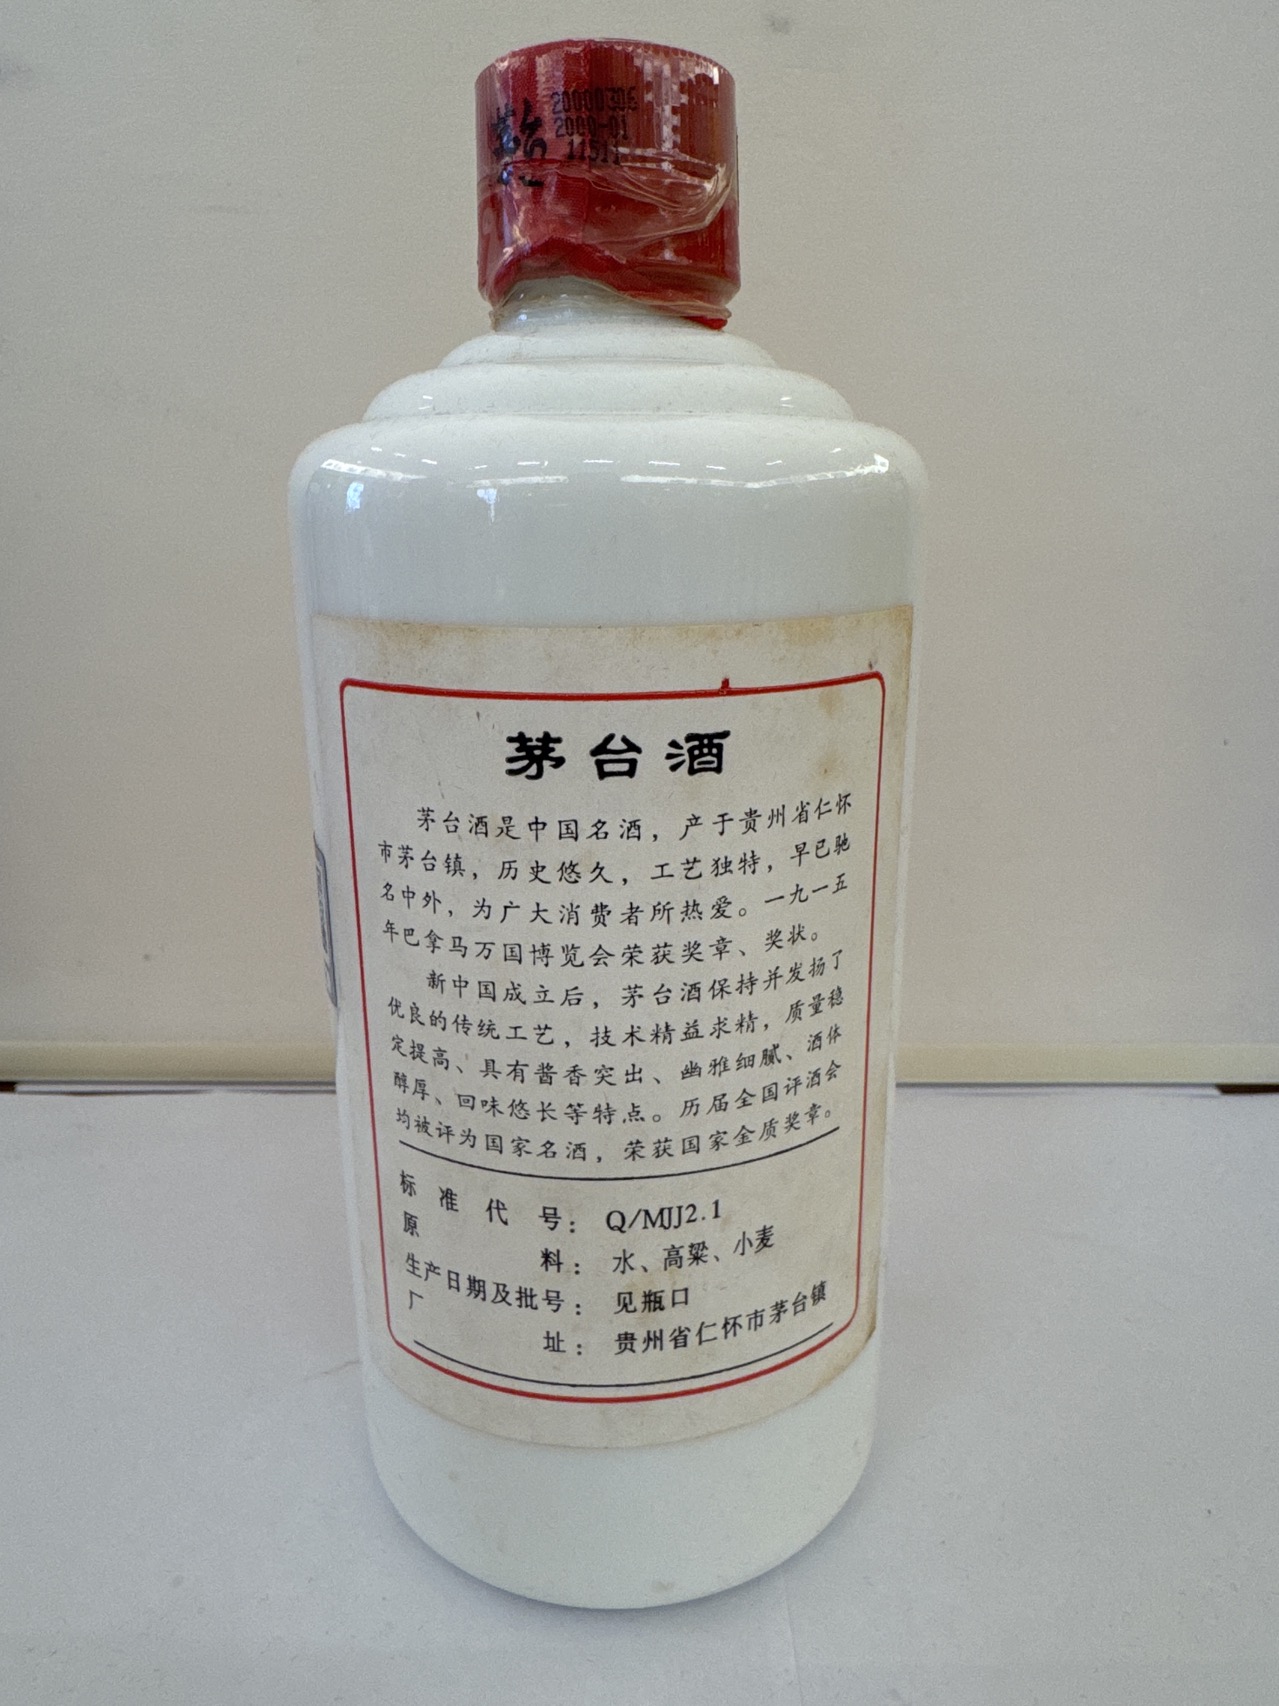 20000306
2000-01
11511
茅台酒
茅台酒是中国名酒，产于贵州省仁怀
市茅台镇，历史悠久，工艺独特，早已驰
名中外，为广大消费者所热爱。一九一五
年巴拿马万国博览会荣获奖章、奖状。
新中国成立后，茅台酒保持并发扬了
优良的传统工艺，技术精益求精，质量稳
定提高、具有酱香突出、幽雅细腻、酒体
醇厚、回味悠长等特点。历届全国评酒会
均被评为国家名酒，荣获国家金质奖章。
标准代号：Q/MJJ2.1
原料：水、高粱、小麦
生产日期及批号：见瓶口
厂址：贵州省仁怀市茅台镇